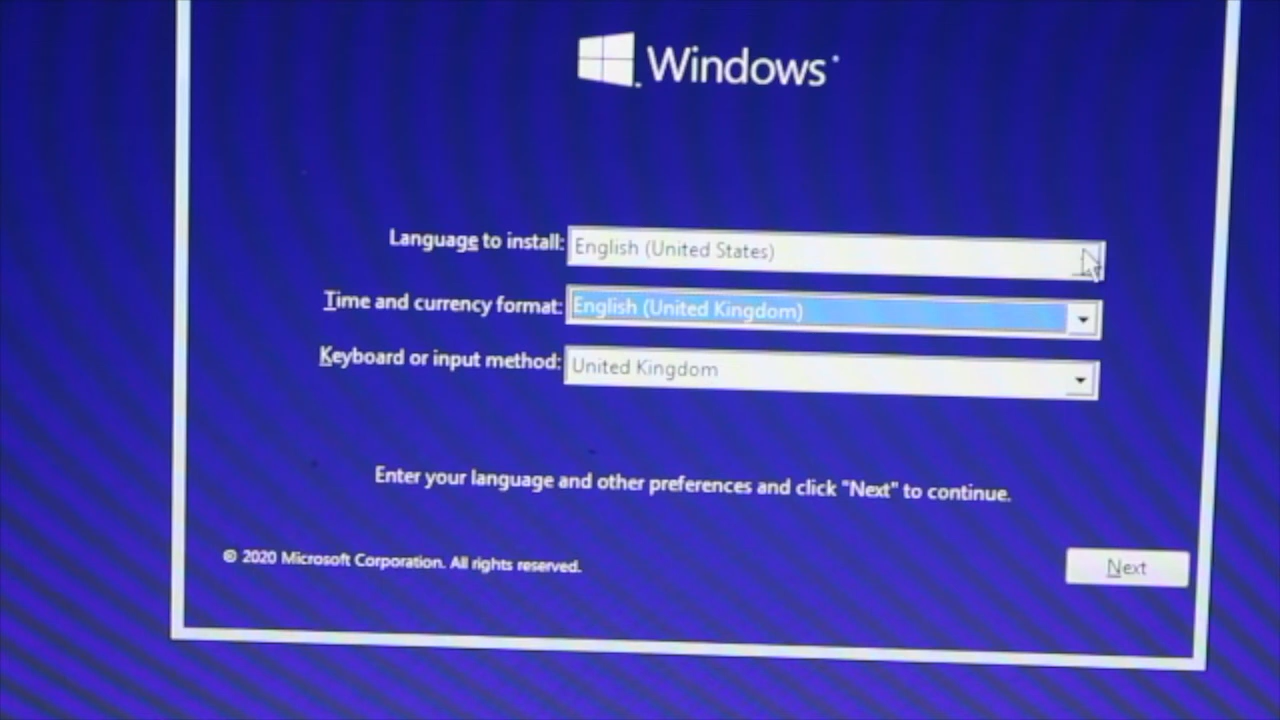 Windows
Language to install: English (United States)
Time and currency format: English (United Kingdom)
Keyboard or input method: United Kingdom
Enter your language and other preferences and click "Next" to continue.
© 2020 Microsoft Corporation. All rights reserved.
Next